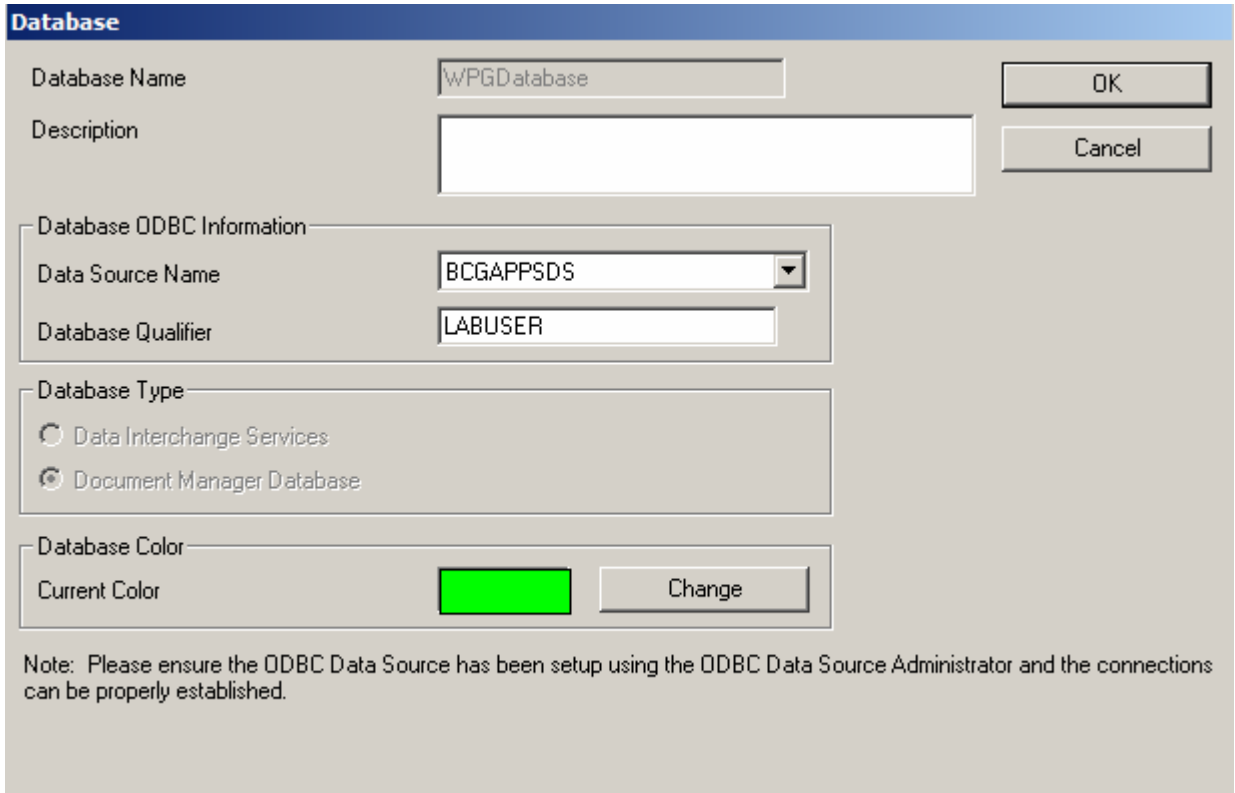 Database
Database Name WPGDatabase OK
Description Cancel
Database ODBC Information
Data Source Name BCGAPPSDS
Database Qualifier LABUSER
Database Type
Data Interchange Services
Document Manager Database
Database Color
Current Color Change
Note: Please ensure the ODBC Data Source has been setup using the ODBC Data Source Administrator and the connections
can be properly established.